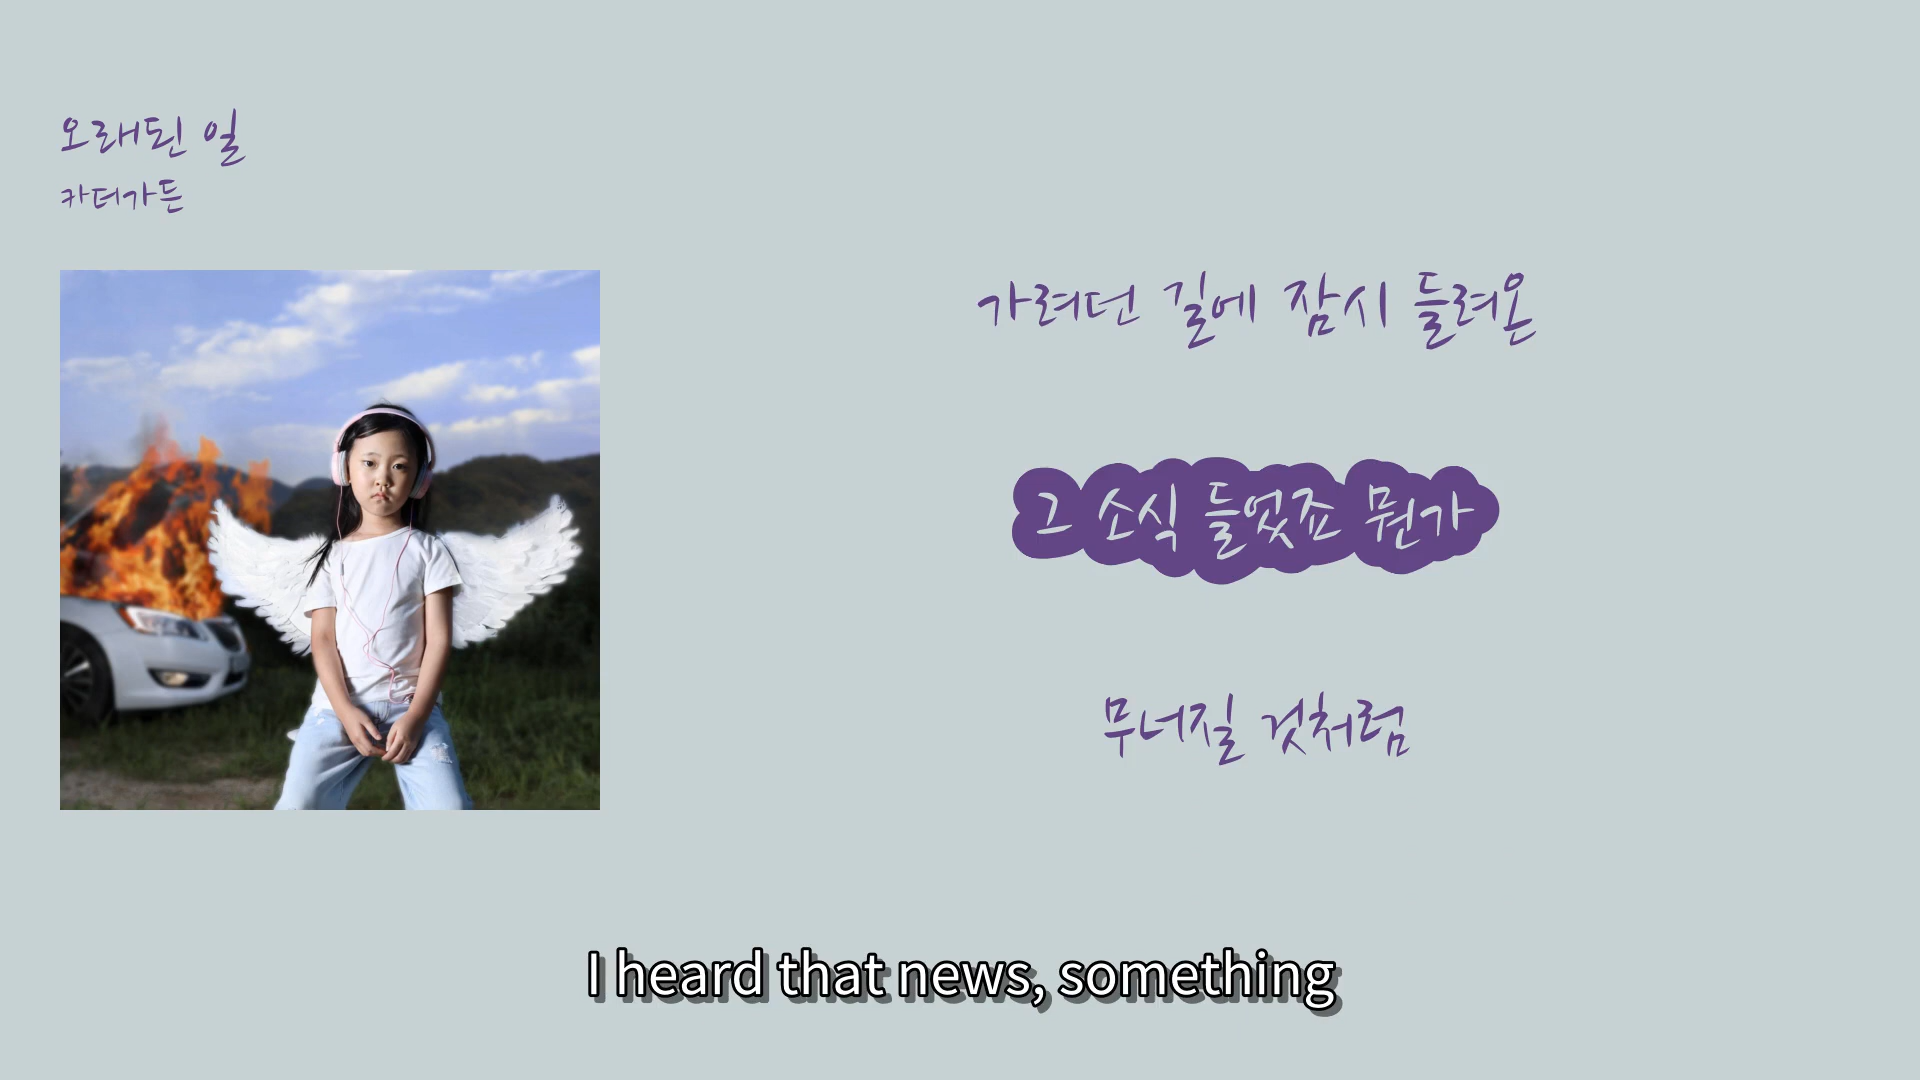 오래된 일
카더가든
가려던 길에 잠시 들려온
그 소식 들었죠 뭔가
무너질 것처럼
I heard that news, something